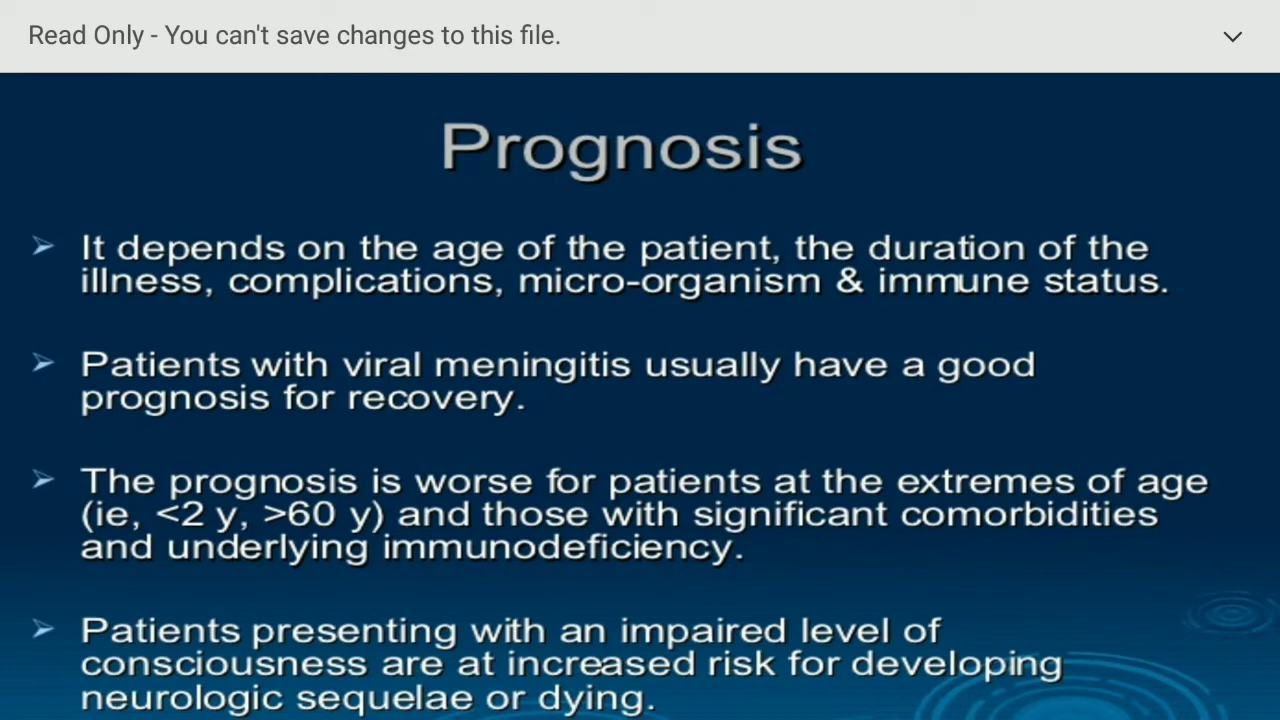 Read Only - You can't save changes to this file.
Prognosis
It depends on the age of the patient, the duration of the
illness, complications, micro-organism & immune status.
Patients with viral meningitis usually have a good
prognosis for recovery.
The prognosis is worse for patients at the extremes of age
(ie, <2 y, >60 y) and those with significant comorbidities
and underlying immunodeficiency.
Patients presenting with an impaired level of
consciousness are at increased risk for developing
neurologic sequelae or dying.